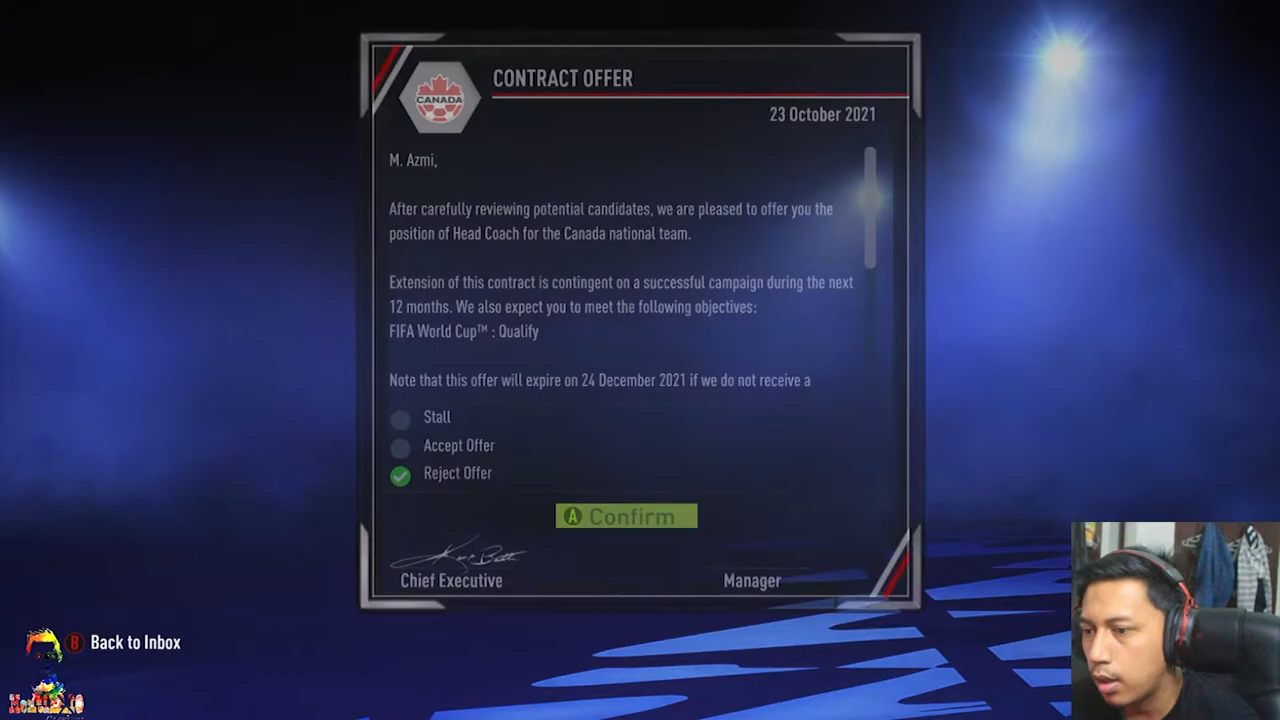 CANADA
CONTRACT OFFER
23 October 2021
M. Azmi,
After carefully reviewing potential candidates, we are pleased to offer you the
position of Head Coach for the Canada national team.
Extension of this contract is contingent on a successful campaign during the next
12 months. We also expect you to meet the following objectives:
FIFA World Cup™ : Qualify
Note that this offer will expire on 24 December 2021 if we do not receive a
Stall
Accept Offer
Reject Offer
A Confirm
Chief Executive
Manager
B Back to Inbox